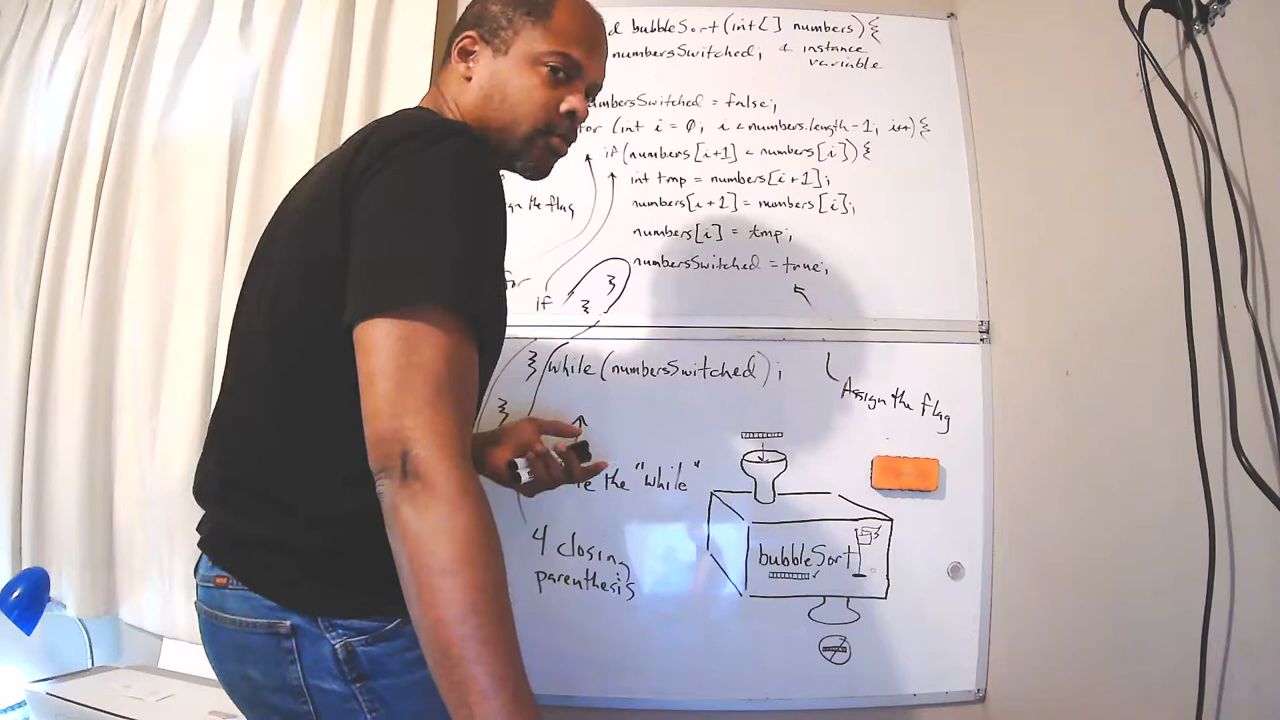 d bubbleSort(int[] numbers){
numbersSwitched; instance
variable
umbersSwitched = false;
for (int i = 0; i < numbers.length-1; i++){
if(numbers[i+1] < numbers[i]){
int tmp = numbers[i+1];
numbers[i+1] = numbers[i];
gn the flag
numbers[i] = tmp;
numbersSwitched = true;
for
if
}
}
} while(numbersSwitched);
}
Assign the flag
the "while"
4 closing
parenthesis
bubbleSort